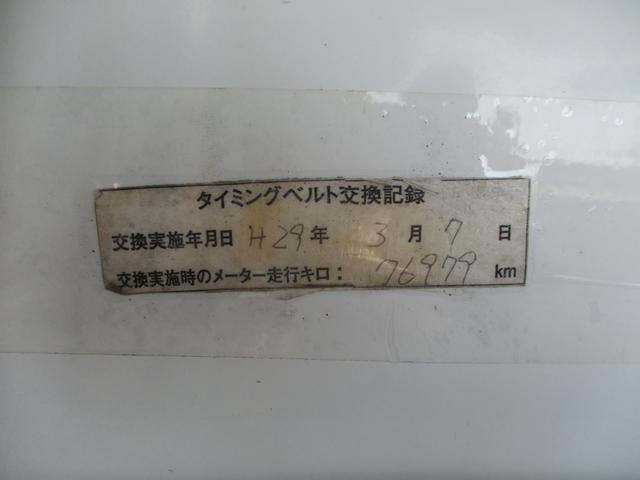 タイミングベルト交換記録
交換実施年月日 H29年 3月 7日
交換実施時のメーター走行キロ: 76979 km